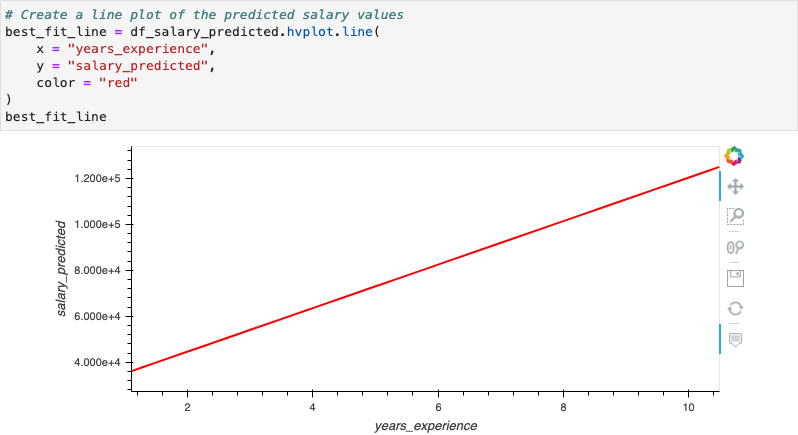 # Create a line plot of the predicted salary values
best_fit_line = df_salary_predicted.hvplot.line(
    x = "years_experience",
    y = "salary_predicted",
    color = "red"
)
best_fit_line
1.200e+5
1.000e+5
8.000e+4
6.000e+4
4.000e+4
salary_predicted
2 4 6 8 10
years_experience